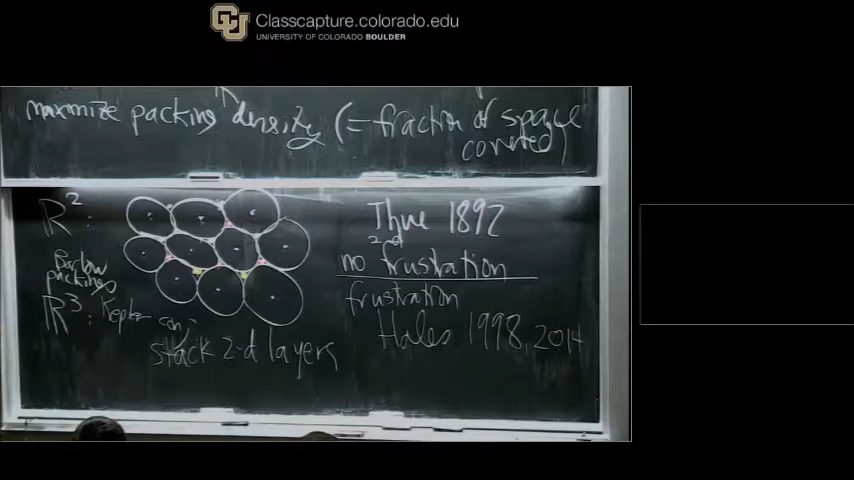 Classcapture.colorado.edu
UNIVERSITY OF COLORADO BOULDER
maximize packing density (= fraction of space
covered)
ℝ²:
Thue 1892
2-d
no frustration
Barlow
packings
ℝ³: Kepler conj
frustration
Hales 1998, 2014
stack 2-d layers